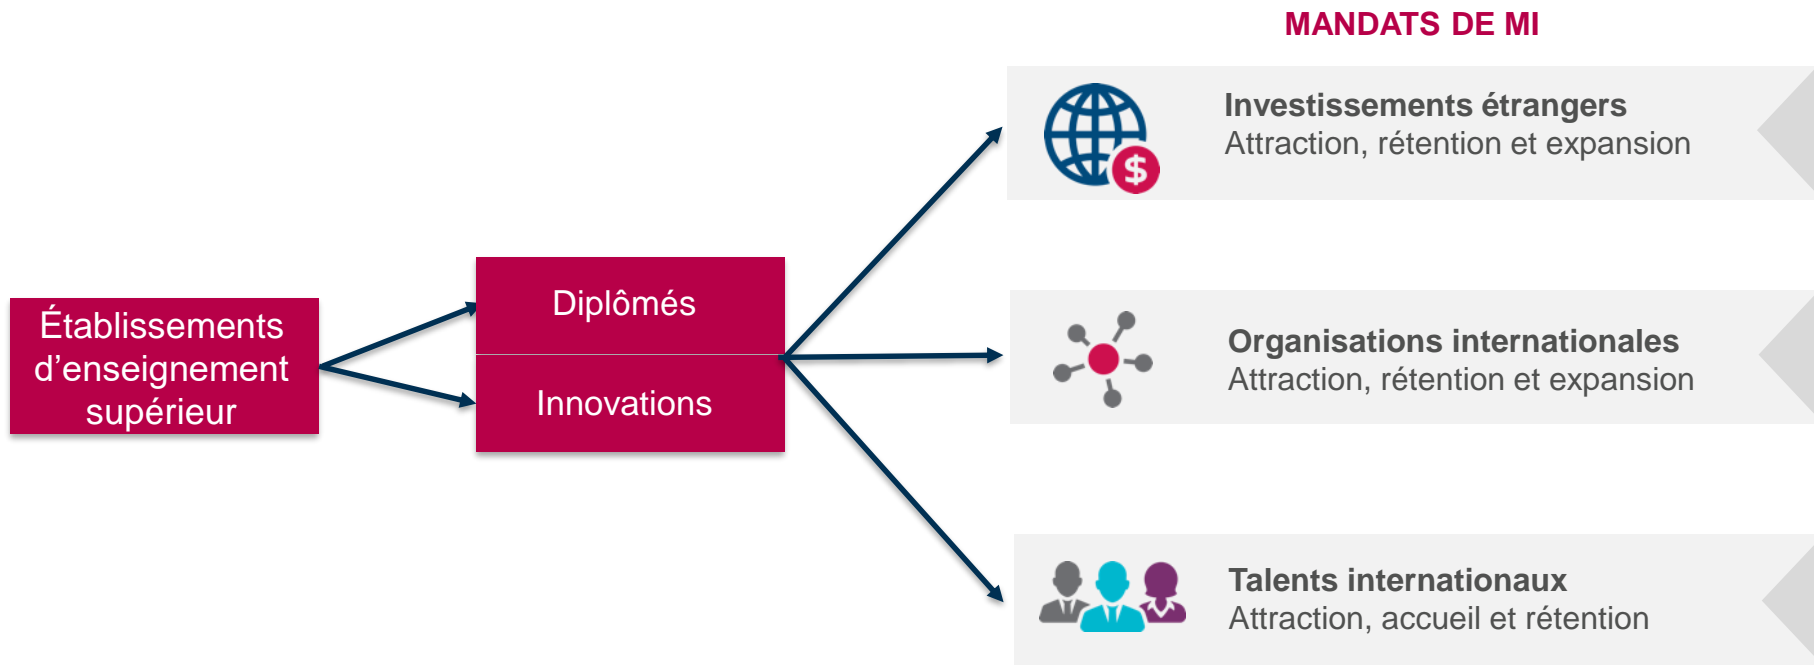 MANDATS DE MI
Investissements étrangers
Attraction, rétention et expansion
$
Établissements
d’enseignement
supérieur
Diplômés
Innovations
Organisations internationales
Attraction, rétention et expansion
Talents internationaux
Attraction, accueil et rétention